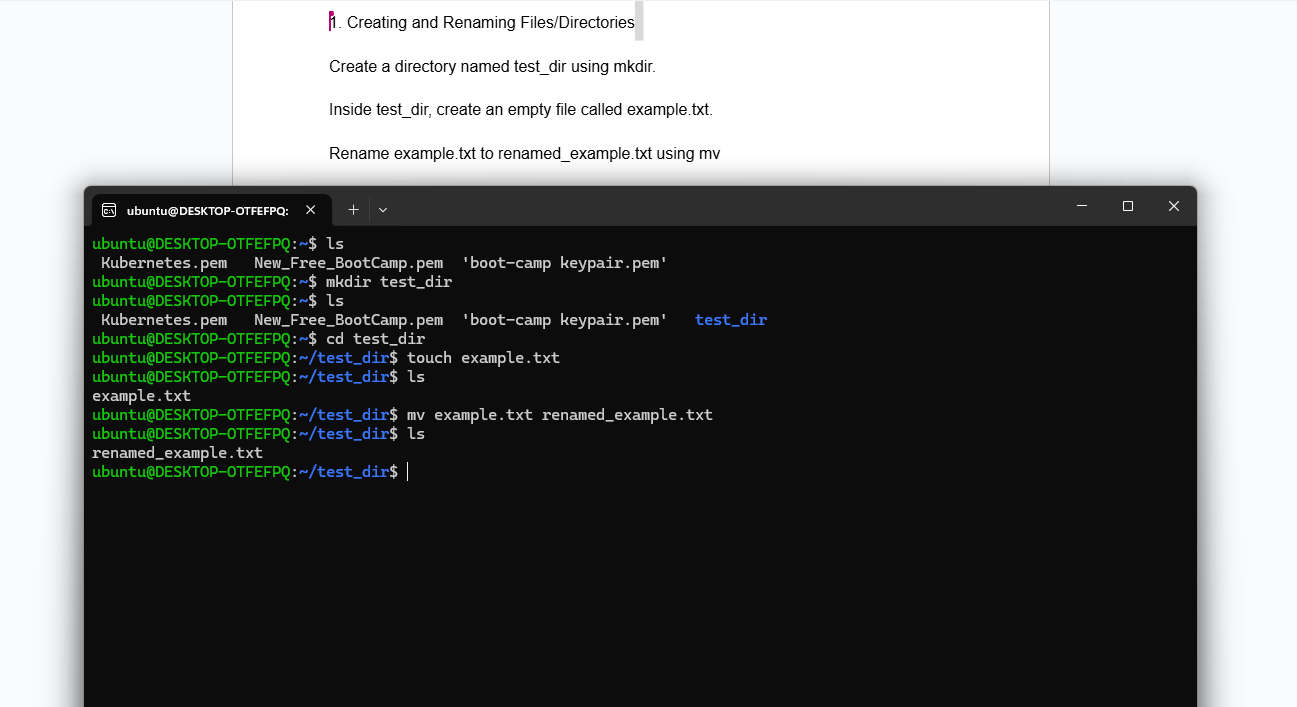 1. Creating and Renaming Files/Directories
Create a directory named test_dir using mkdir.
Inside test_dir, create an empty file called example.txt.
Rename example.txt to renamed_example.txt using mv
ubuntu@DESKTOP-OTFEFPQ:
ubuntu@DESKTOP-OTFEFPQ:~$ ls
 Kubernetes.pem   New_Free_BootCamp.pem  'boot-camp keypair.pem'
ubuntu@DESKTOP-OTFEFPQ:~$ mkdir test_dir
ubuntu@DESKTOP-OTFEFPQ:~$ ls
 Kubernetes.pem   New_Free_BootCamp.pem  'boot-camp keypair.pem'   test_dir
ubuntu@DESKTOP-OTFEFPQ:~$ cd test_dir
ubuntu@DESKTOP-OTFEFPQ:~/test_dir$ touch example.txt
ubuntu@DESKTOP-OTFEFPQ:~/test_dir$ ls
example.txt
ubuntu@DESKTOP-OTFEFPQ:~/test_dir$ mv example.txt renamed_example.txt
ubuntu@DESKTOP-OTFEFPQ:~/test_dir$ ls
renamed_example.txt
ubuntu@DESKTOP-OTFEFPQ:~/test_dir$